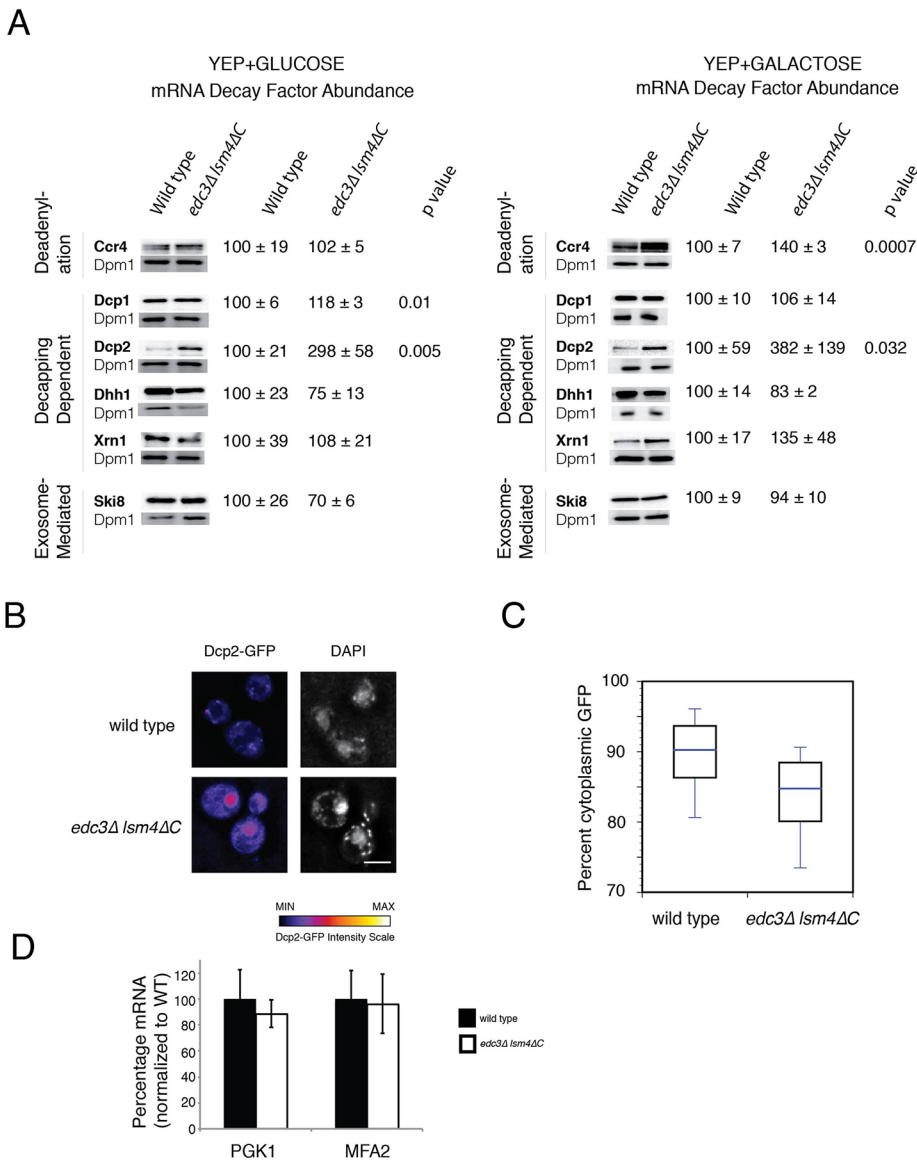 A
YEP+GLUCOSE
mRNA Decay Factor Abundance
Wild type
edc3Δ lsm4ΔC
Wild type
edc3Δ lsm4ΔC
p value
Deadenyl-
ation
Ccr4 100 ± 19 102 ± 5
Dpm1
Decapping
Dependent
Dcp1 100 ± 6 118 ± 3 0.01
Dpm1
Dcp2 100 ± 21 298 ± 58 0.005
Dpm1
Dhh1 100 ± 23 75 ± 13
Dpm1
Xrn1 100 ± 39 108 ± 21
Dpm1
Exosome-
Mediated
Ski8 100 ± 26 70 ± 6
Dpm1
YEP+GALACTOSE
mRNA Decay Factor Abundance
Wild type
edc3Δ lsm4ΔC
Wild type
edc3Δ lsm4ΔC
p value
Deadenyl-
ation
Ccr4 100 ± 7 140 ± 3 0.0007
Dpm1
Decapping
Dependent
Dcp1 100 ± 10 106 ± 14
Dpm1
Dcp2 100 ± 59 382 ± 139 0.032
Dpm1
Dhh1 100 ± 14 83 ± 2
Dpm1
Xrn1 100 ± 17 135 ± 48
Dpm1
Exosome-
Mediated
Ski8 100 ± 9 94 ± 10
Dpm1
B
Dcp2-GFP DAPI
wild type
edc3Δ lsm4ΔC
MIN MAX
Dcp2-GFP Intensity Scale
C
Percent cytoplasmic GFP
100
90
80
70
wild type edc3Δ lsm4ΔC
D
Percentage mRNA
(normalized to WT)
120
100
80
60
40
20
0
PGK1 MFA2
wild type
edc3Δ lsm4ΔC